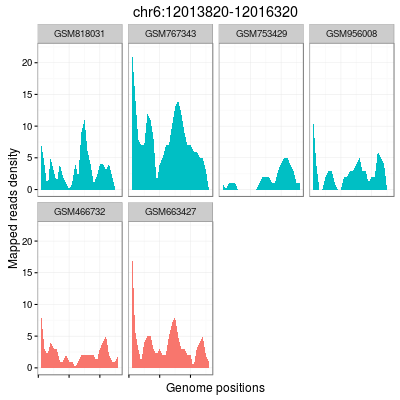 chr6:12013820-12016320
GSM818031 GSM767343 GSM753429 GSM956008
20
15
10
5
0
GSM466732 GSM663427
20
15
10
5
0
Mapped reads density
Genome positions